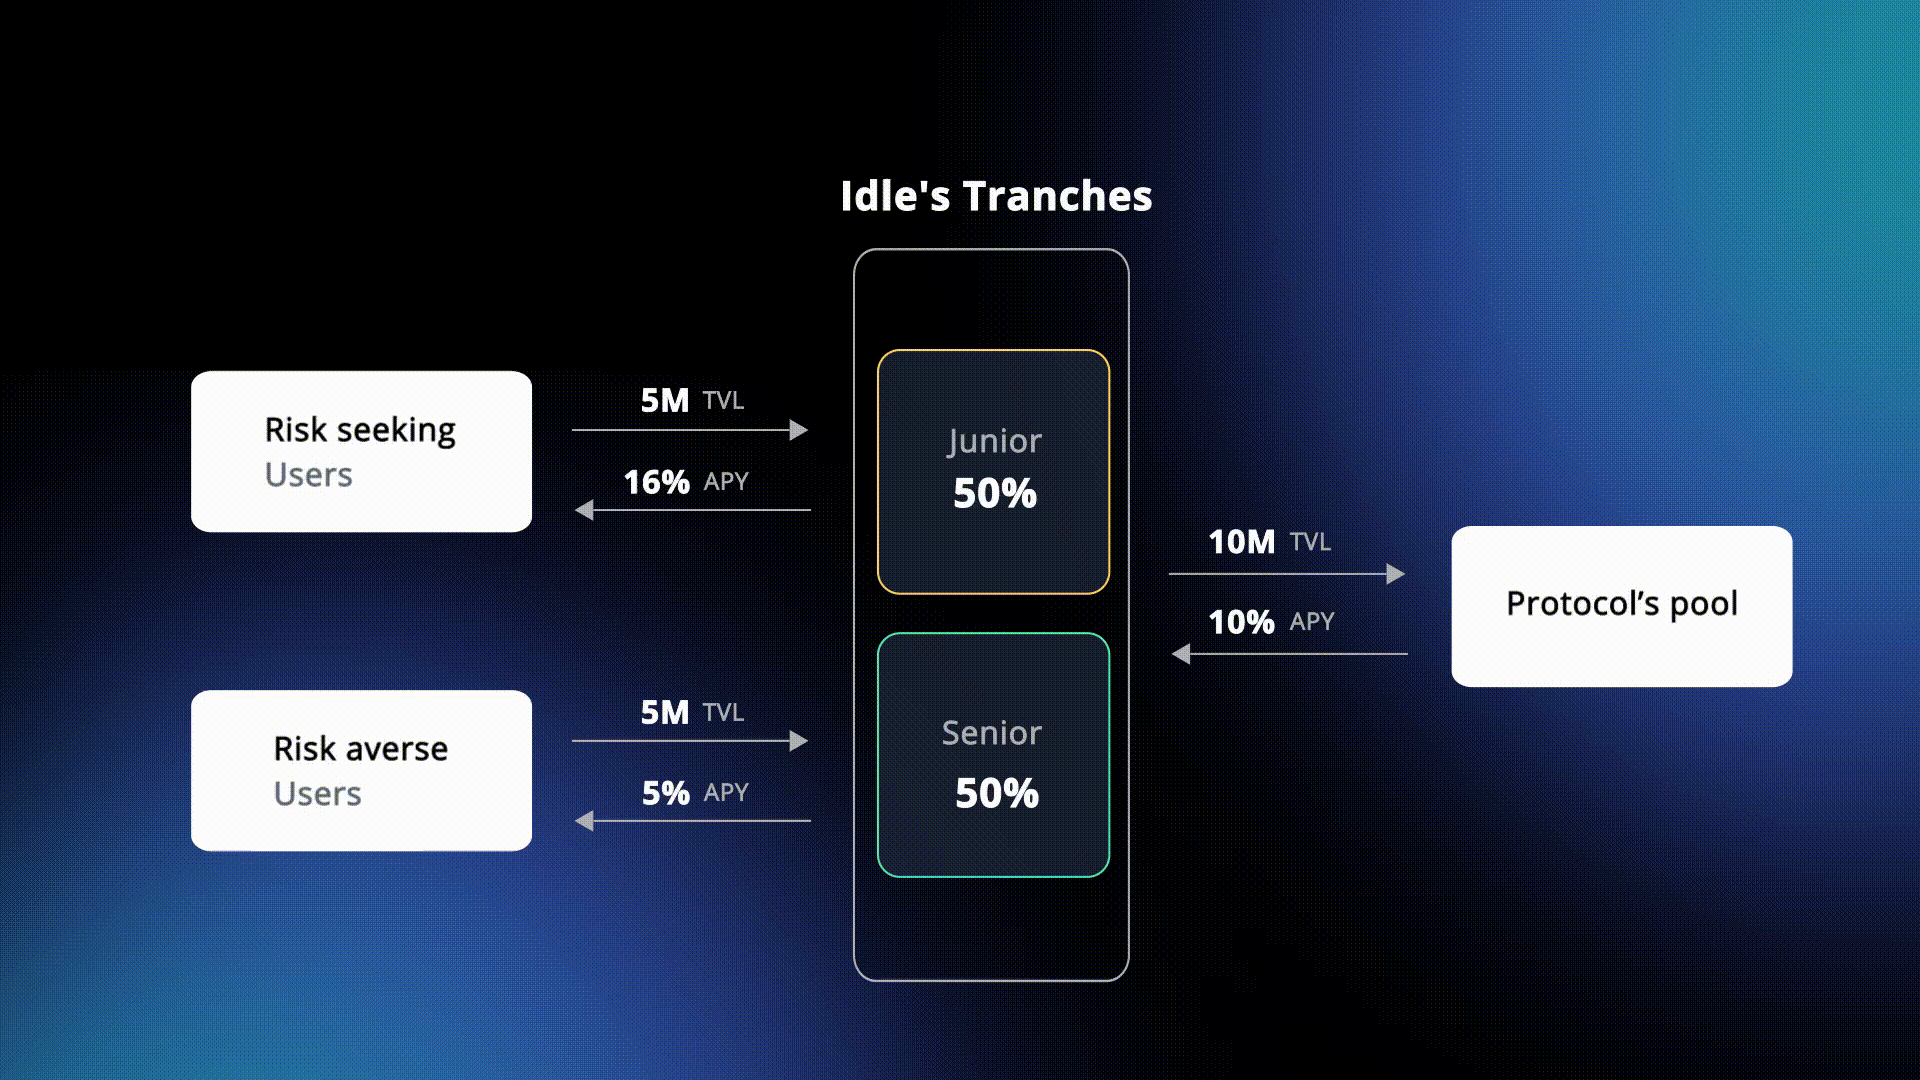 Idle's Tranches
Risk seeking
Users
5M TVL
16% APY
Junior
50%
10M TVL
10% APY
Protocol’s pool
Risk averse
Users
5M TVL
5% APY
Senior
50%